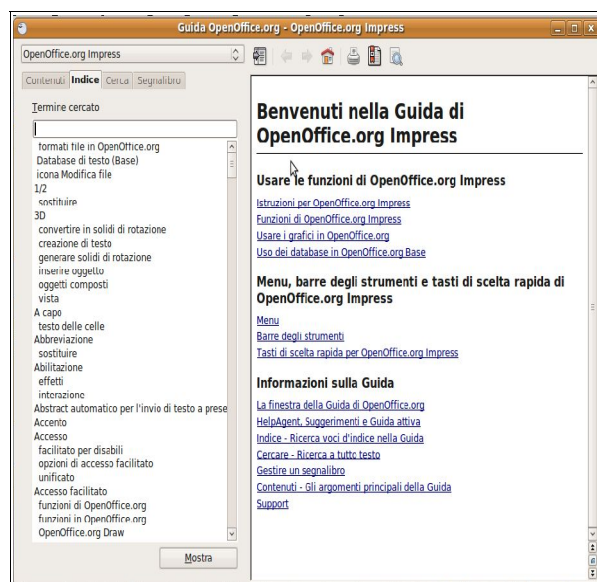 Guida OpenOffice.org - OpenOffice.org Impress
OpenOffice.org Impress
Contenuti Indice Cerca Segnalibro
Termine cercato
formati file in OpenOffice.org
Database di testo (Base)
icona Modifica file
1/2
sostituire
3D
convertire in solidi di rotazione
creazione di testo
generare solidi di rotazione
inserire oggetto
oggetti composti
vista
A capo
testo delle celle
Abbreviazione
sostituire
Abilitazione
effetti
interazione
Abstract automatico per l'invio di testo a prese
Accento
Accesso
facilitato per disabili
opzioni di accesso facilitato
unificato
Accesso facilitato
funzioni di OpenOffice.org
funzioni in OpenOffice.org
OpenOffice.org Draw
Mostra
Benvenuti nella Guida di
OpenOffice.org Impress
Usare le funzioni di OpenOffice.org Impress
Istruzioni per OpenOffice.org Impress
Funzioni di OpenOffice.org Impress
Usare i grafici in OpenOffice.org
Uso dei database in OpenOffice.org Base
Menu, barre degli strumenti e tasti di scelta rapida di
OpenOffice.org Impress
Menu
Barre degli strumenti
Tasti di scelta rapida per OpenOffice.org Impress
Informazioni sulla Guida
La finestra della Guida di OpenOffice.org
HelpAgent, Suggerimenti e Guida attiva
Indice - Ricerca voci d'indice nella Guida
Cercare - Ricerca a tutto testo
Gestire un segnalibro
Contenuti - Gli argomenti principali della Guida
Support